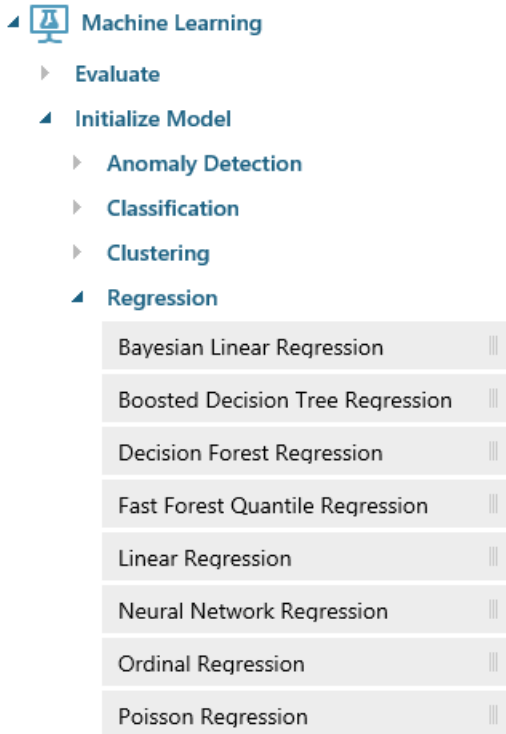 Machine Learning
Evaluate
Initialize Model
Anomaly Detection
Classification
Clustering
Regression
Bayesian Linear Regression
Boosted Decision Tree Regression
Decision Forest Regression
Fast Forest Quantile Regression
Linear Regression
Neural Network Regression
Ordinal Regression
Poisson Regression